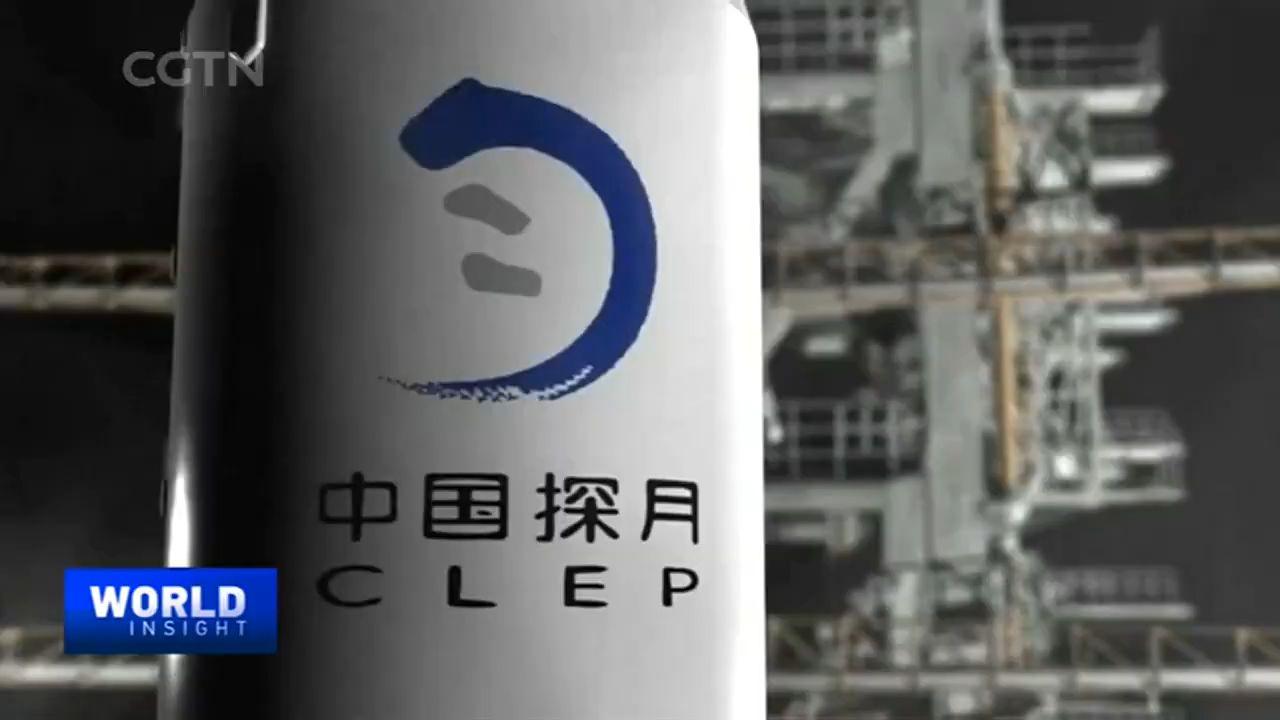 CGTN
中国探月
CLEP
WORLD
INSIGHT